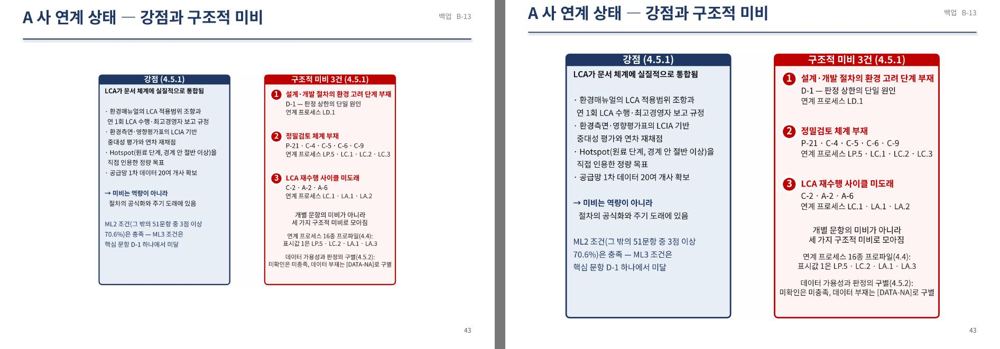 A 사 연계 상태 — 강점과 구조적 미비
백업 B-13
강점 (4.5.1)
LCA가 문서 체계에 실질적으로 통합됨
· 환경매뉴얼의 LCA 적용범위 조항과
연 1회 LCA 수행·최고경영자 보고 규정
· 환경측면·영향평가표의 LCIA 기반
중대성 평가와 연차 재채점
· Hotspot(원료 단계, 경계 안 절반 이상)을
직접 인용한 정량 목표
· 공급망 1차 데이터 20여 개사 확보
→ 미비는 역량이 아니라
절차의 공식화와 주기 도래에 있음
ML2 조건(그 밖의 51문항 중 3점 이상
70.6%)은 충족 — ML3 조건은
핵심 문항 D-1 하나에서 미달
구조적 미비 3건 (4.5.1)
1 설계·개발 절차의 환경 고려 단계 부재
D-1 — 판정 상한의 단일 원인
연계 프로세스 LD.1
2 정밀검토 체계 부재
P-21 · C-4 · C-5 · C-6 · C-9
연계 프로세스 LP.5 · LC.1 · LC.2 · LC.3
3 LCA 재수행 사이클 미도래
C-2 · A-2 · A-6
연계 프로세스 LC.1 · LA.1 · LA.2
개별 문항의 미비가 아니라
세 가지 구조적 미비로 모아짐
연계 프로세스 16종 프로파일(4.4):
표시값 1은 LP.5 · LC.2 · LA.1 · LA.3
데이터 가용성과 판정의 구별(4.5.2):
미확인은 미충족, 데이터 부재는 [DATA-NA]로 구별
43
A 사 연계 상태 — 강점과 구조적 미비
백업 B-13
강점 (4.5.1)
LCA가 문서 체계에 실질적으로 통합됨
· 환경매뉴얼의 LCA 적용범위 조항과
연 1회 LCA 수행·최고경영자 보고 규정
· 환경측면·영향평가표의 LCIA 기반
중대성 평가와 연차 재채점
· Hotspot(원료 단계, 경계 안 절반 이상)을
직접 인용한 정량 목표
· 공급망 1차 데이터 20여 개사 확보
→ 미비는 역량이 아니라
절차의 공식화와 주기 도래에 있음
ML2 조건(그 밖의 51문항 중 3점 이상
70.6%)은 충족 — ML3 조건은
핵심 문항 D-1 하나에서 미달
구조적 미비 3건 (4.5.1)
1 설계·개발 절차의 환경 고려 단계 부재
D-1 — 판정 상한의 단일 원인
연계 프로세스 LD.1
2 정밀검토 체계 부재
P-21 · C-4 · C-5 · C-6 · C-9
연계 프로세스 LP.5 · LC.1 · LC.2 · LC.3
3 LCA 재수행 사이클 미도래
C-2 · A-2 · A-6
연계 프로세스 LC.1 · LA.1 · LA.2
개별 문항의 미비가 아니라
세 가지 구조적 미비로 모아짐
연계 프로세스 16종 프로파일(4.4):
표시값 1은 LP.5 · LC.2 · LA.1 · LA.3
데이터 가용성과 판정의 구별(4.5.2):
미확인은 미충족, 데이터 부재는 [DATA-NA]로 구별
43